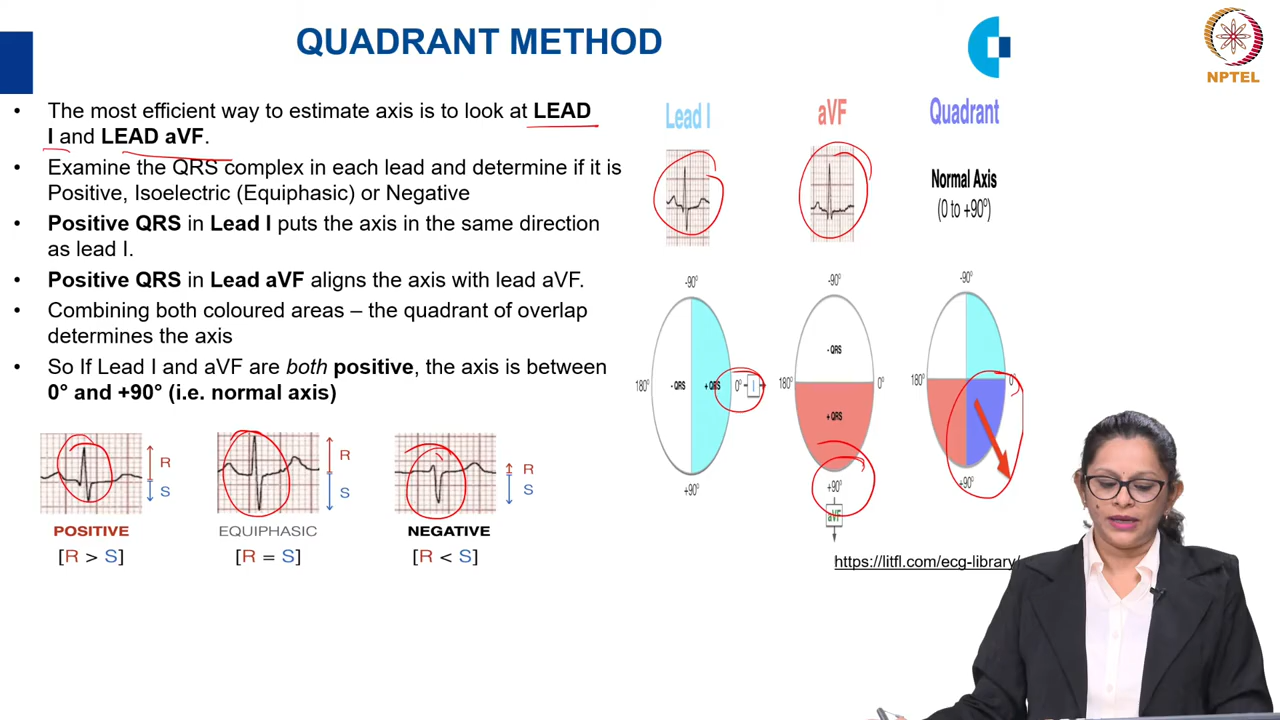 QUADRANT METHOD
NPTEL
• The most efficient way to estimate axis is to look at LEAD
I and LEAD aVF.
• Examine the QRS complex in each lead and determine if it is
Positive, Isoelectric (Equiphasic) or Negative
• Positive QRS in Lead I puts the axis in the same direction
as lead I.
• Positive QRS in Lead aVF aligns the axis with lead aVF.
• Combining both coloured areas – the quadrant of overlap
determines the axis
• So If Lead I and aVF are both positive, the axis is between
0° and +90° (i.e. normal axis)
R
S
POSITIVE
[R > S]
R
S
EQUIPHASIC
[R = S]
R
S
NEGATIVE
[R < S]
Lead I
aVF
Quadrant
Normal Axis
(0 to +90°)
-90°
180°
- QRS
+ QRS
0°
I
+90°
-90°
- QRS
180°
0°
+ QRS
+90°
aVF
-90°
180°
0°
+90°
https://litfl.com/ecg-library/